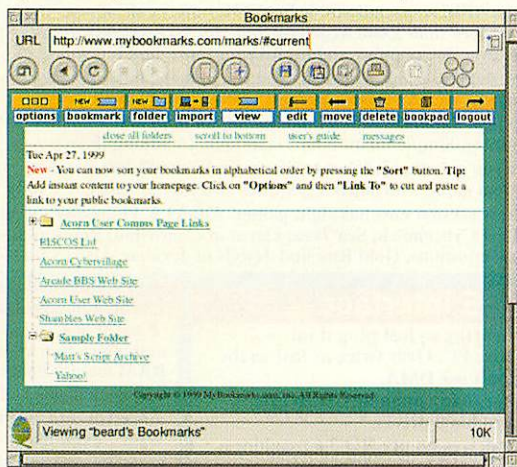 Bookmarks
URL http://www.mybookmarks.com/marks/#current
NEW NEW
options bookmark folder import view edit move delete bookpad logout
close all folders scroll to bottom user's guide messages
Tue Apr 27, 1999
New - You can now sort your bookmarks in alphabetical order by pressing the "Sort" button. Tip:
Add instant content to your homepage. Click on "Options" and then "Link To" to cut and paste a
link to your public bookmarks.
Acorn User Comms Page Links
RISCOS List
Acorn Cybervillage
Arcade BBS Web Site
Acorn User Web Site
Shambles Web Site
Sample Folder
Matt's Script Archive
Yahoo!
Copyright © 1999 MyBookmarks.com, inc. All Rights Reserved
Viewing "beard's Bookmarks" 10K